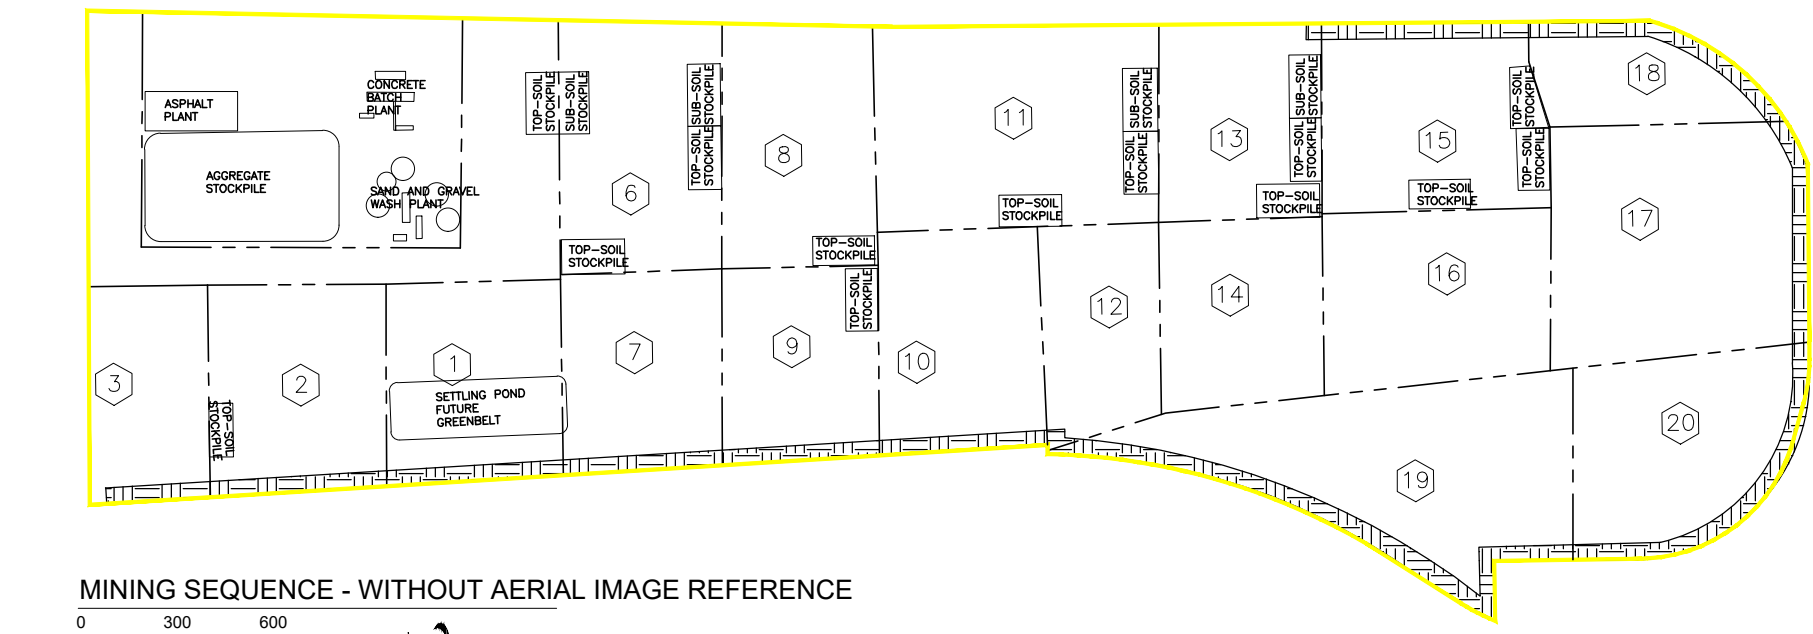 ASPHALT
PLANT
CONCRETE
BATCH
PLANT
AGGREGATE
STOCKPILE
SAND AND GRAVEL
WASH PLANT
TOP-SOIL
STOCKPILE
SUB-SOIL
STOCKPILE
6
TOP-SOIL
STOCKPILE
SUB-SOIL
STOCKPILE
TOP-SOIL
STOCKPILE
8
TOP-SOIL
STOCKPILE
TOP-SOIL
STOCKPILE
11
TOP-SOIL
STOCKPILE
SUB-SOIL
STOCKPILE
TOP-SOIL
STOCKPILE
13
SUB-SOIL
STOCKPILE
TOP-SOIL
STOCKPILE
TOP-SOIL
STOCKPILE
15
TOP-SOIL
STOCKPILE
TOP-SOIL
STOCKPILE
TOP-SOIL
STOCKPILE
18
17
3
TOP-SOIL
STOCKPILE
2
1
SETTLING POND
FUTURE
GREENBELT
7
9
10
12
14
16
19
20
MINING SEQUENCE - WITHOUT AERIAL IMAGE REFERENCE
0 300 600